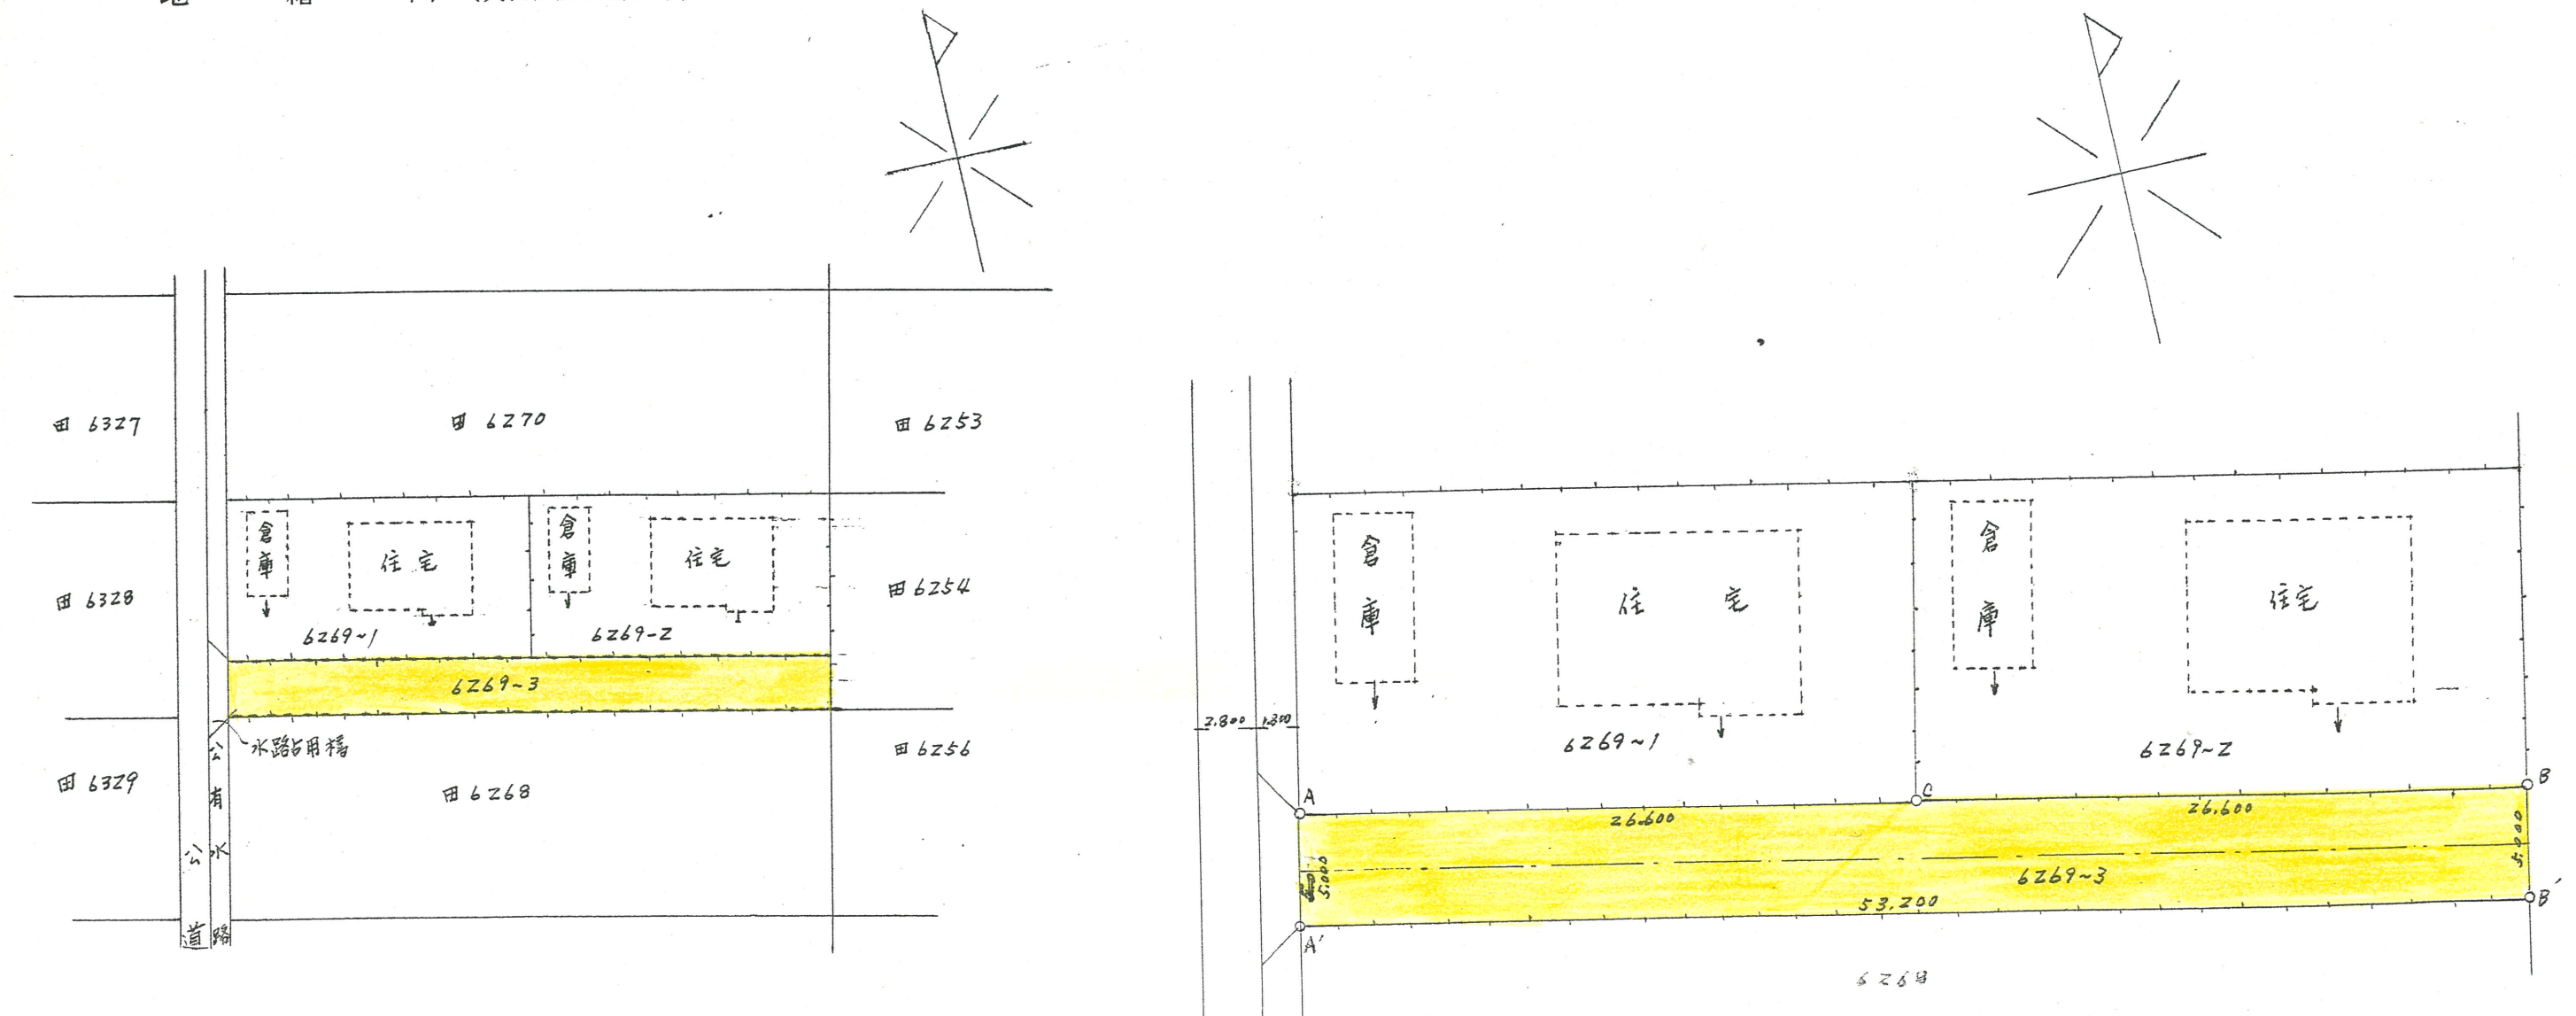 田 6327
田 6270
田 6253
倉庫
住宅
倉庫
住宅
田 6328
田 6254
6269~1
6269-2
6269~3
水路占用橋
田 6329
田 6268
田 6256
公有水路
公道
倉庫
住宅
倉庫
住宅
2.800
1.800
6269~1
6269~2
A
C
B
26.600
26.600
5.000
5.000
6269~3
53.200
A'
B'
6268